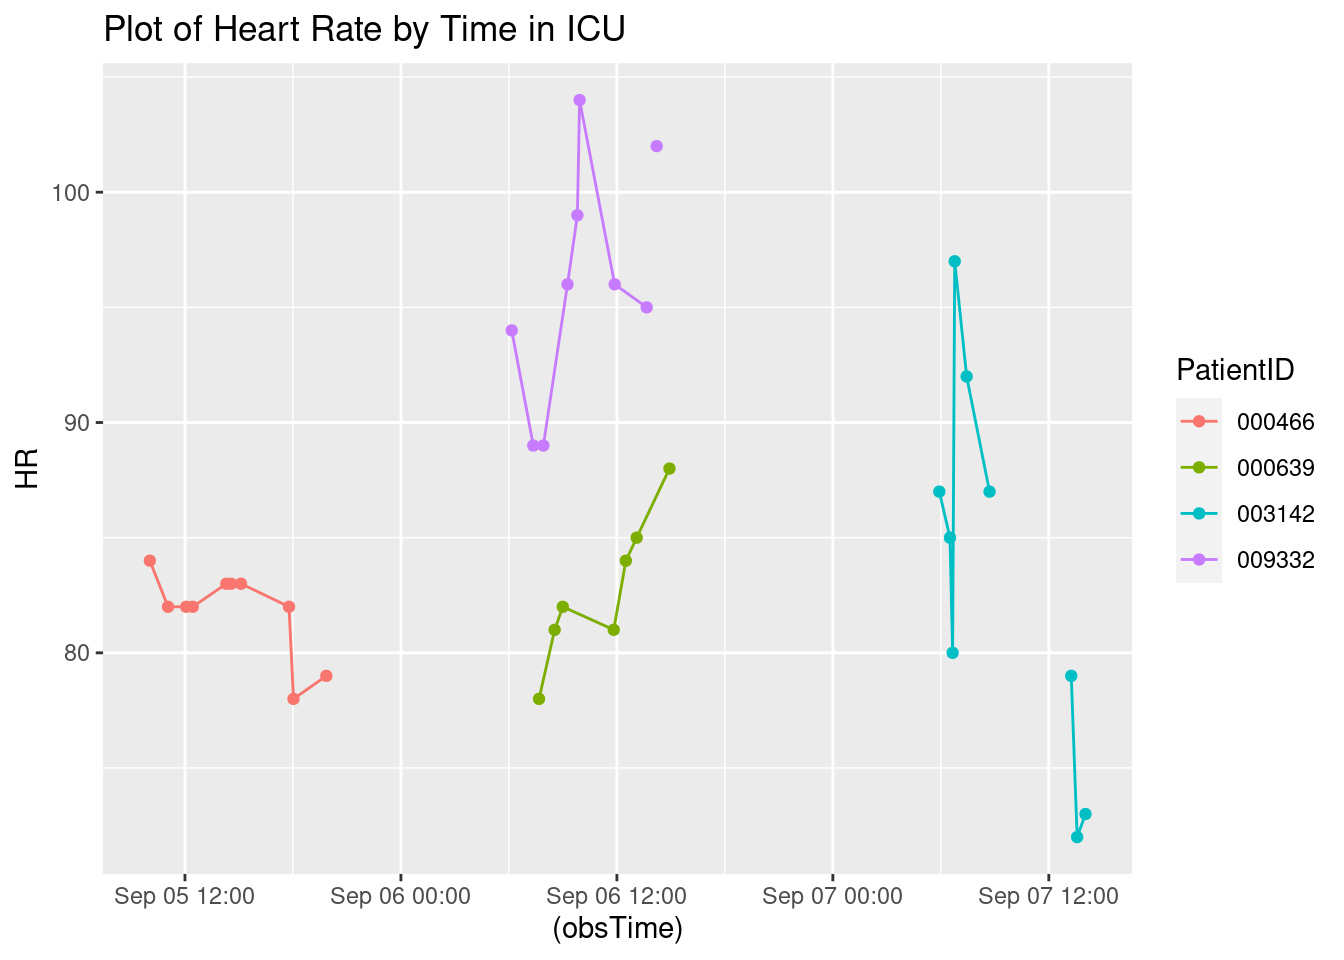 Plot of Heart Rate by Time in ICU
100
90
80
HR
Sep 05 12:00
Sep 06 00:00
Sep 06 12:00
Sep 07 00:00
Sep 07 12:00
(obsTime)
PatientID
000466
000639
003142
009332